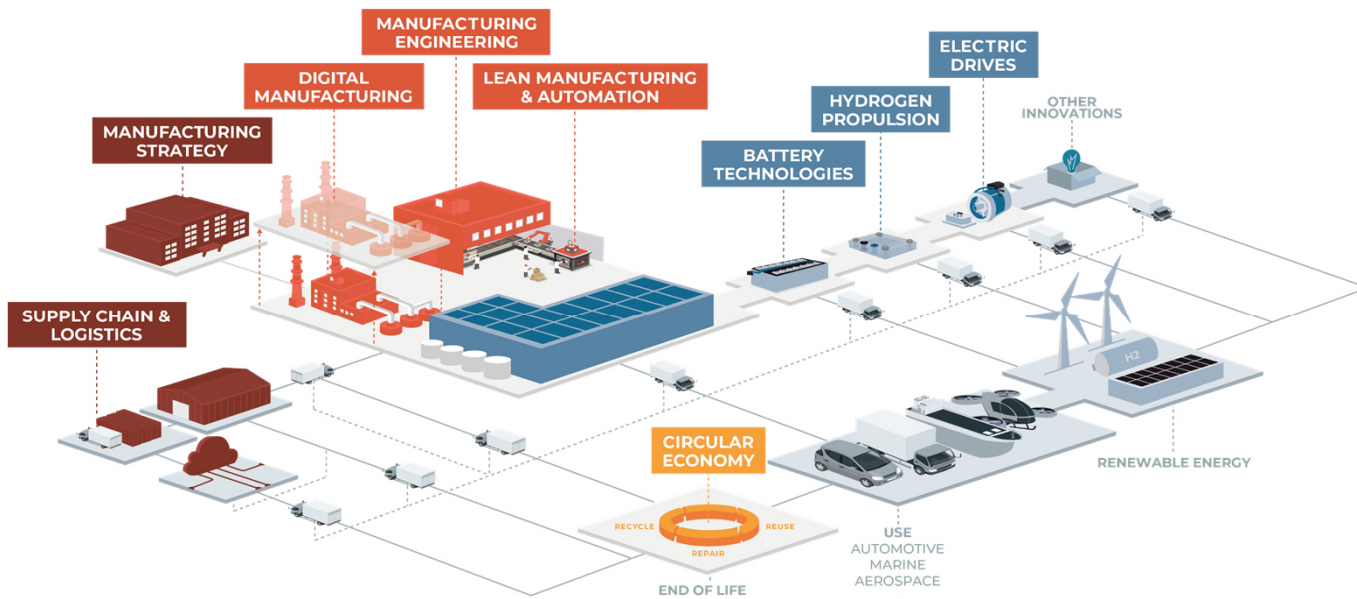 MANUFACTURING
ENGINEERING
DIGITAL
MANUFACTURING
LEAN MANUFACTURING
& AUTOMATION
MANUFACTURING
STRATEGY
SUPPLY CHAIN &
LOGISTICS
ELECTRIC
DRIVES
HYDROGEN
PROPULSION
BATTERY
TECHNOLOGIES
OTHER
INNOVATIONS
H2
RENEWABLE ENERGY
CIRCULAR
ECONOMY
RECYCLE
REUSE
REPAIR
END OF LIFE
USE
AUTOMOTIVE
MARINE
AEROSPACE